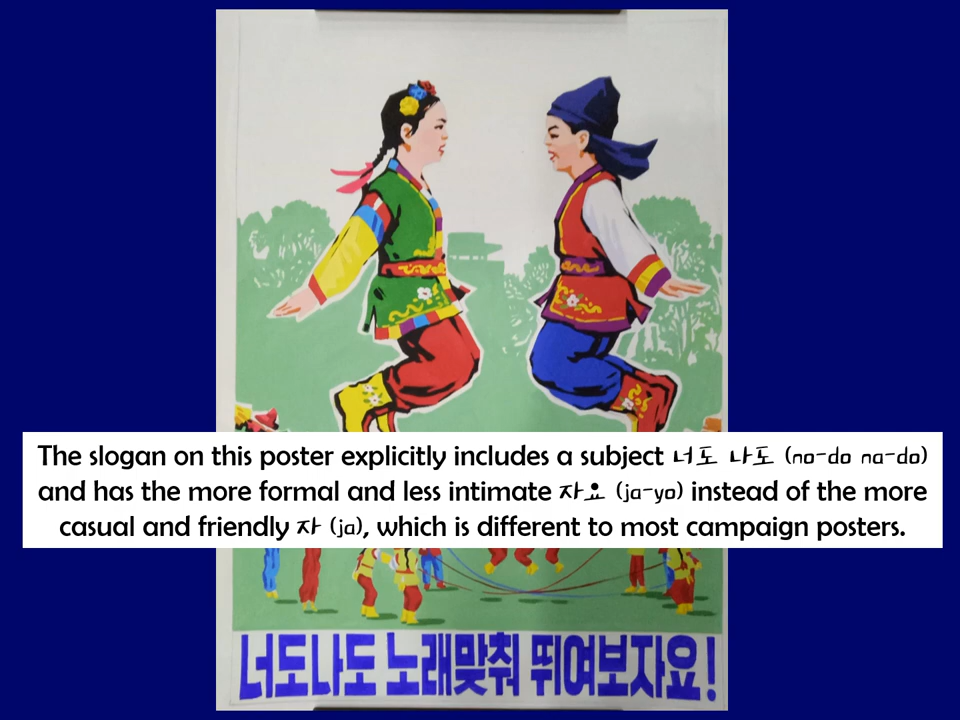 The slogan on this poster explicitly includes a subject 너도 나도 (no-do na-do)
and has the more formal and less intimate 자요 (ja-yo) instead of the more
casual and friendly 자 (ja), which is different to most campaign posters.
너도나도 노래맞춰 뛰여보자요!